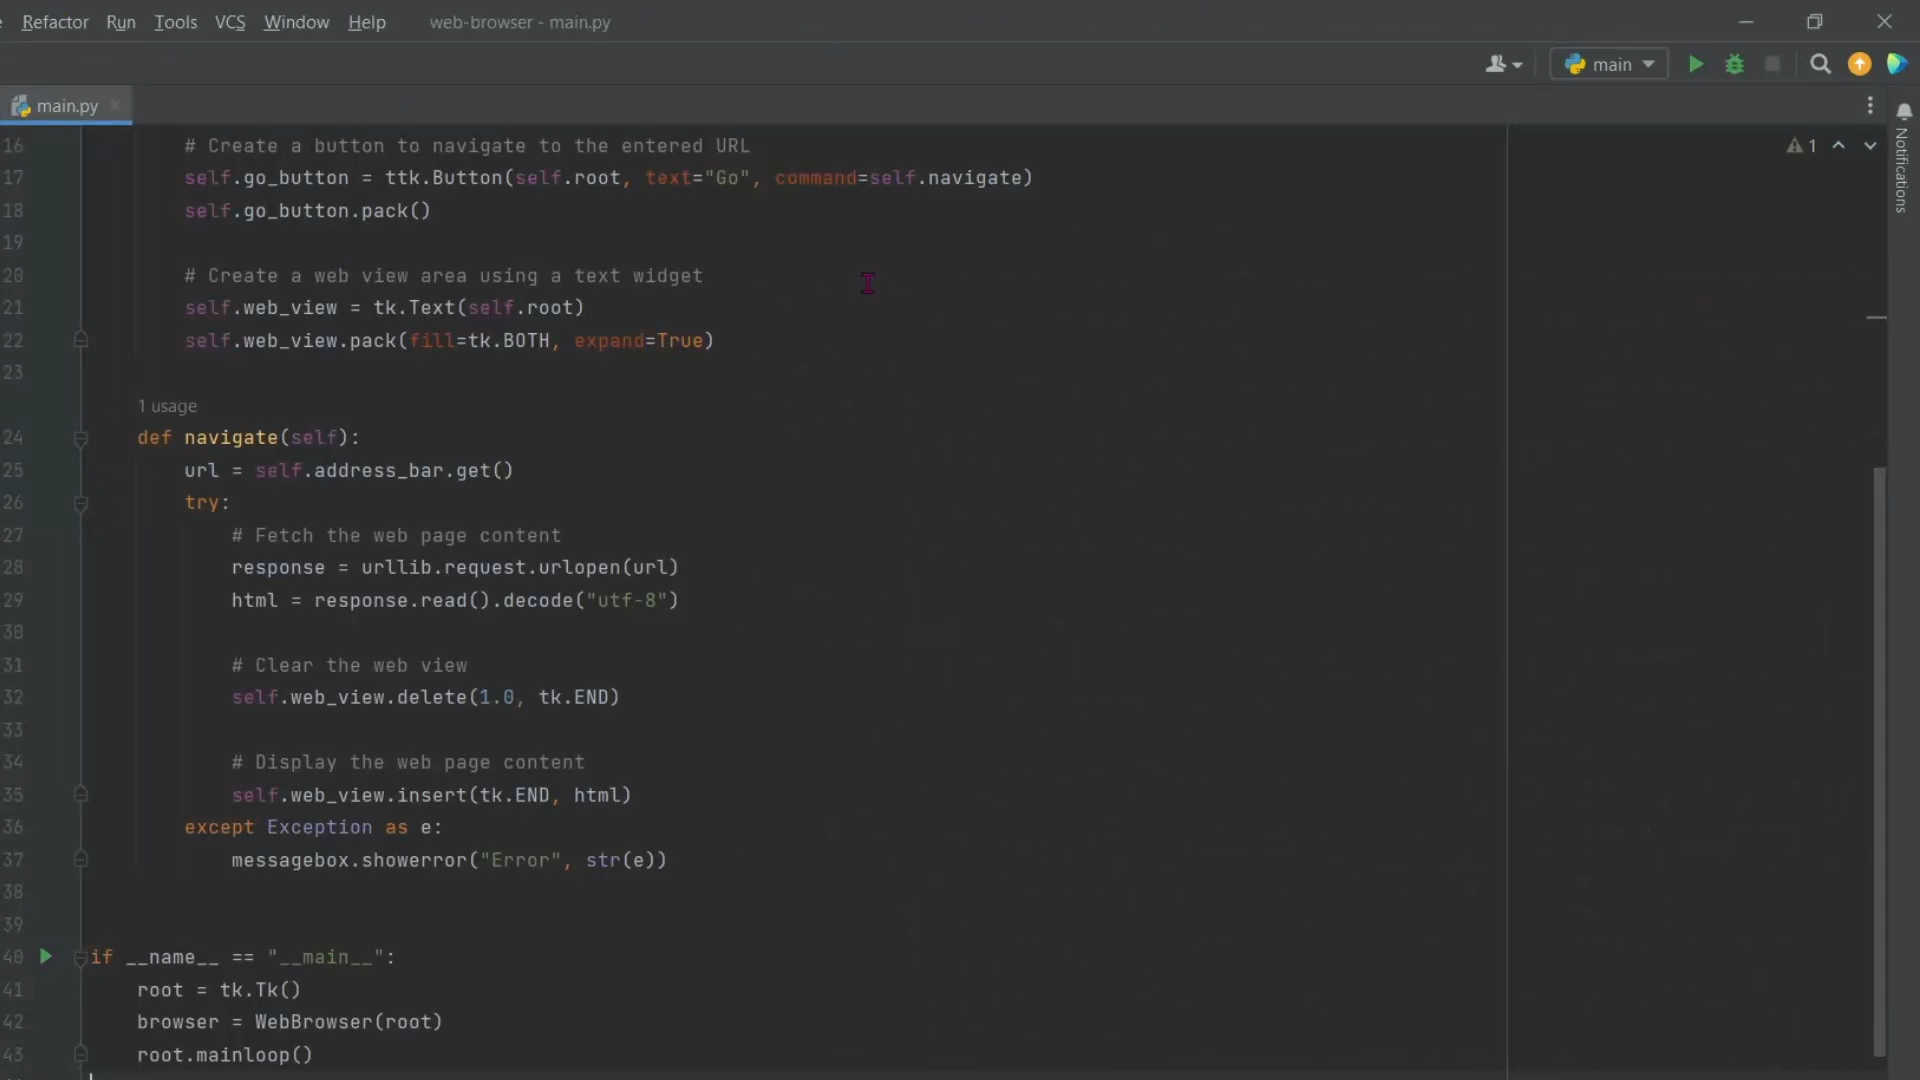 Refactor Run Tools VCS Window Help web-browser - main.py
main
main.py
Notifications
1
16 # Create a button to navigate to the entered URL
17 self.go_button = ttk.Button(self.root, text="Go", command=self.navigate)
18 self.go_button.pack()
19
20 # Create a web view area using a text widget
21 self.web_view = tk.Text(self.root)
22 self.web_view.pack(fill=tk.BOTH, expand=True)
23
1 usage
24 def navigate(self):
25 url = self.address_bar.get()
26 try:
27 # Fetch the web page content
28 response = urllib.request.urlopen(url)
29 html = response.read().decode("utf-8")
30
31 # Clear the web view
32 self.web_view.delete(1.0, tk.END)
33
34 # Display the web page content
35 self.web_view.insert(tk.END, html)
36 except Exception as e:
37 messagebox.showerror("Error", str(e))
38
39
40 if __name__ == "__main__":
41 root = tk.Tk()
42 browser = WebBrowser(root)
43 root.mainloop()